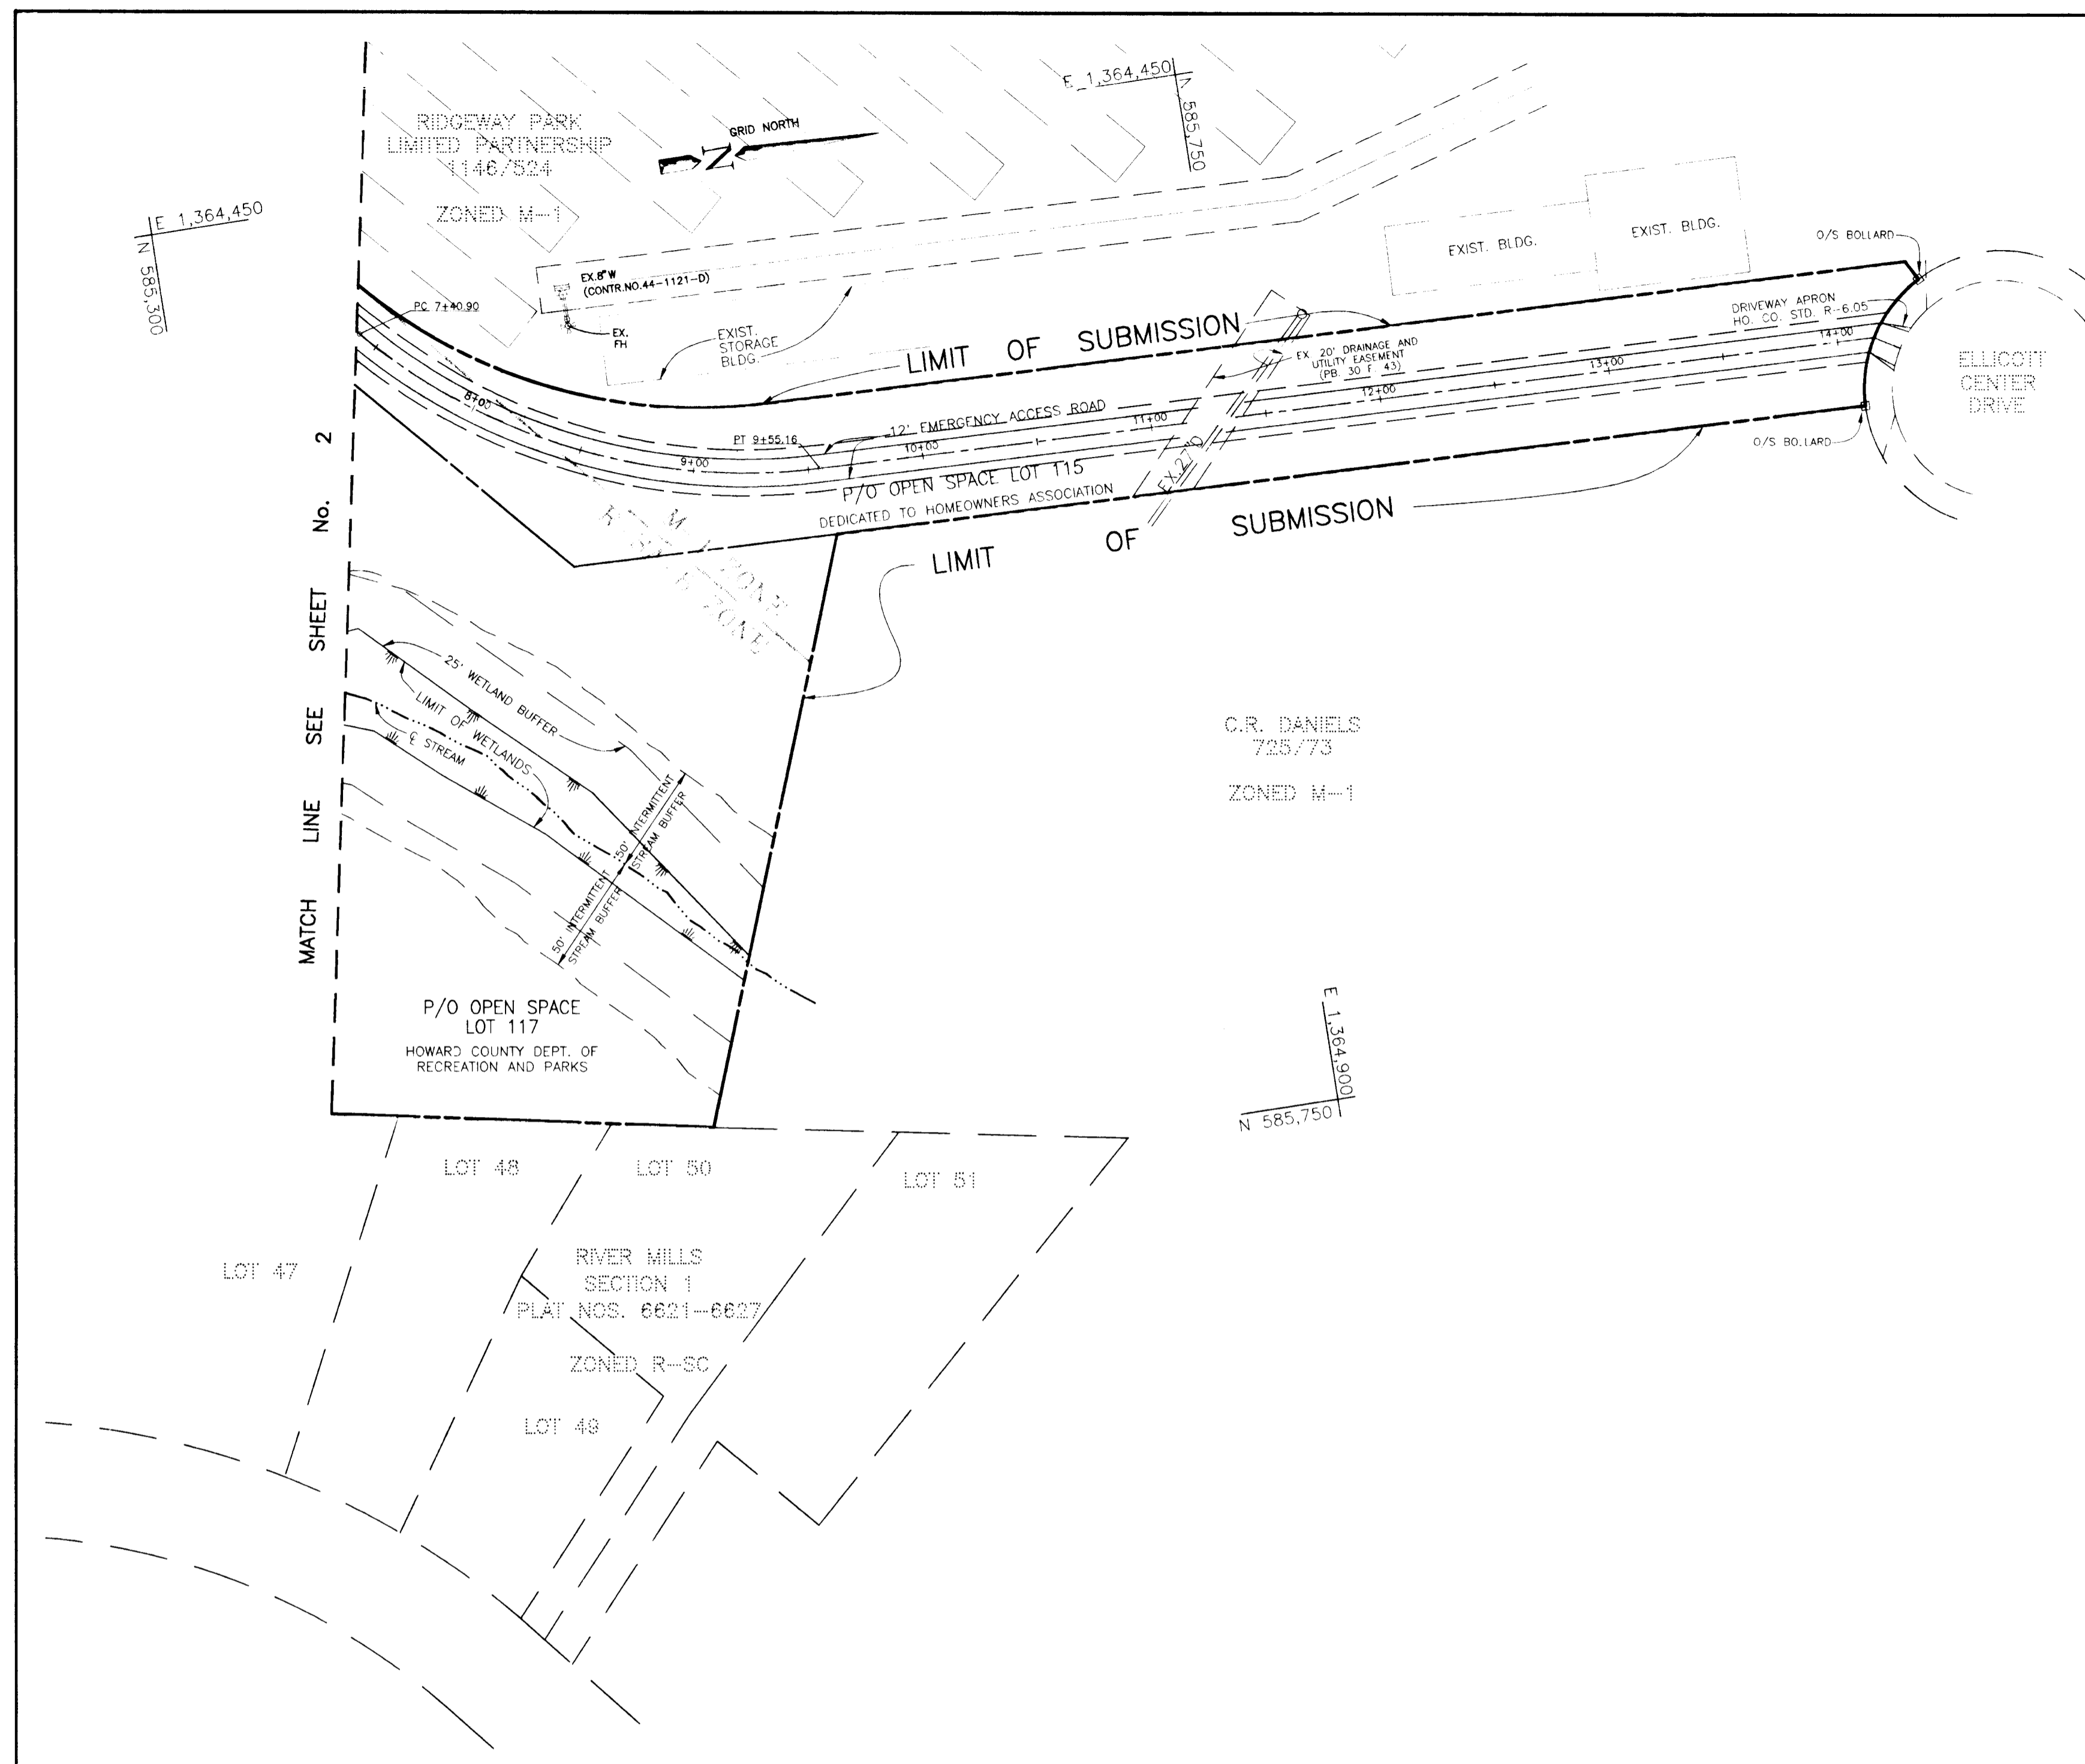 E 1,364,450
N 585,750
RIDGEWAY PARK
LIMITED PARTNERSHIP
1146/524
ZONED M-1
GRID NORTH
N
E 1,364,450
N 585,300
EXIST. BLDG.
EXIST. BLDG.
O/S BOLLARD
EX.8" W
(CONTR.NO.44-1121-D)
PC 7+40.90
EX.
FH
EXIST.
STORAGE
BLDG.
LIMIT OF SUBMISSION
DRIVEWAY APRON
HO. CO. STD. R-6.05
EX 20' DRAINAGE AND
UTILITY EASEMENT
(PB. 30 F. 43)
ELLICOTT
CENTER
DRIVE
8+00
9+00
PT 9+55.16
10+00
12' EMERGENCY ACCESS ROAD
11+00
12+00
13+00
14+00
O/S BOLLARD
P/O OPEN SPACE LOT 115
DEDICATED TO HOMEOWNERS ASSOCIATION
LIMIT OF SUBMISSION
MATCH LINE SEE SHEET No. 2
ZONE
ZONE
25' WETLAND BUFFER
LIMIT OF WETLANDS
℄ STREAM
50' INTERMITTENT
STREAM BUFFER
50' INTERMITTENT
STREAM BUFFER
C.R. DANIELS
725/73
ZONED M-1
P/O OPEN SPACE
LOT 117
HOWARD COUNTY DEPT. OF
RECREATION AND PARKS
E 1,364,900
N 585,750
LOT 48
LOT 50
LOT 51
LOT 47
RIVER MILLS
SECTION 1
PLAT NOS. 6621-6627
ZONED R-SC
LOT 49